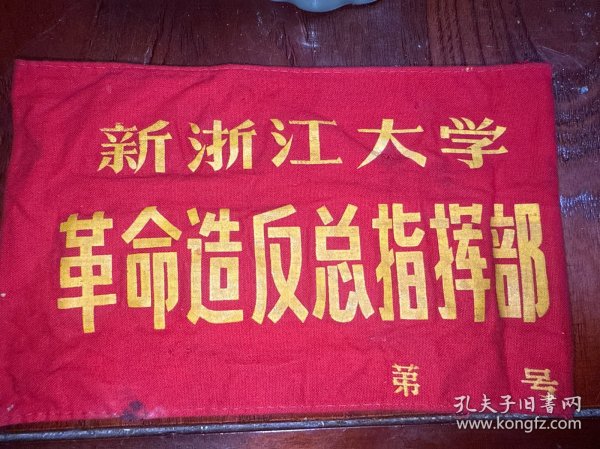 新浙江大学
革命造反总指挥部
第 号
孔夫子旧书网
www.kongfz.com